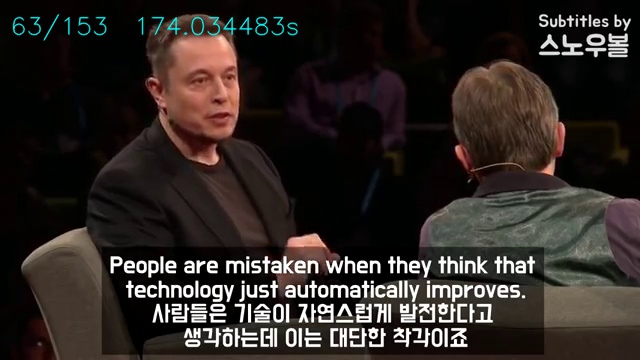 63/153 174.034483s
Subtitles by
스노우볼
People are mistaken when they think that
technology just automatically improves.
사람들은 기술이 자연스럽게 발전한다고
생각하는데 이는 대단한 착각이죠